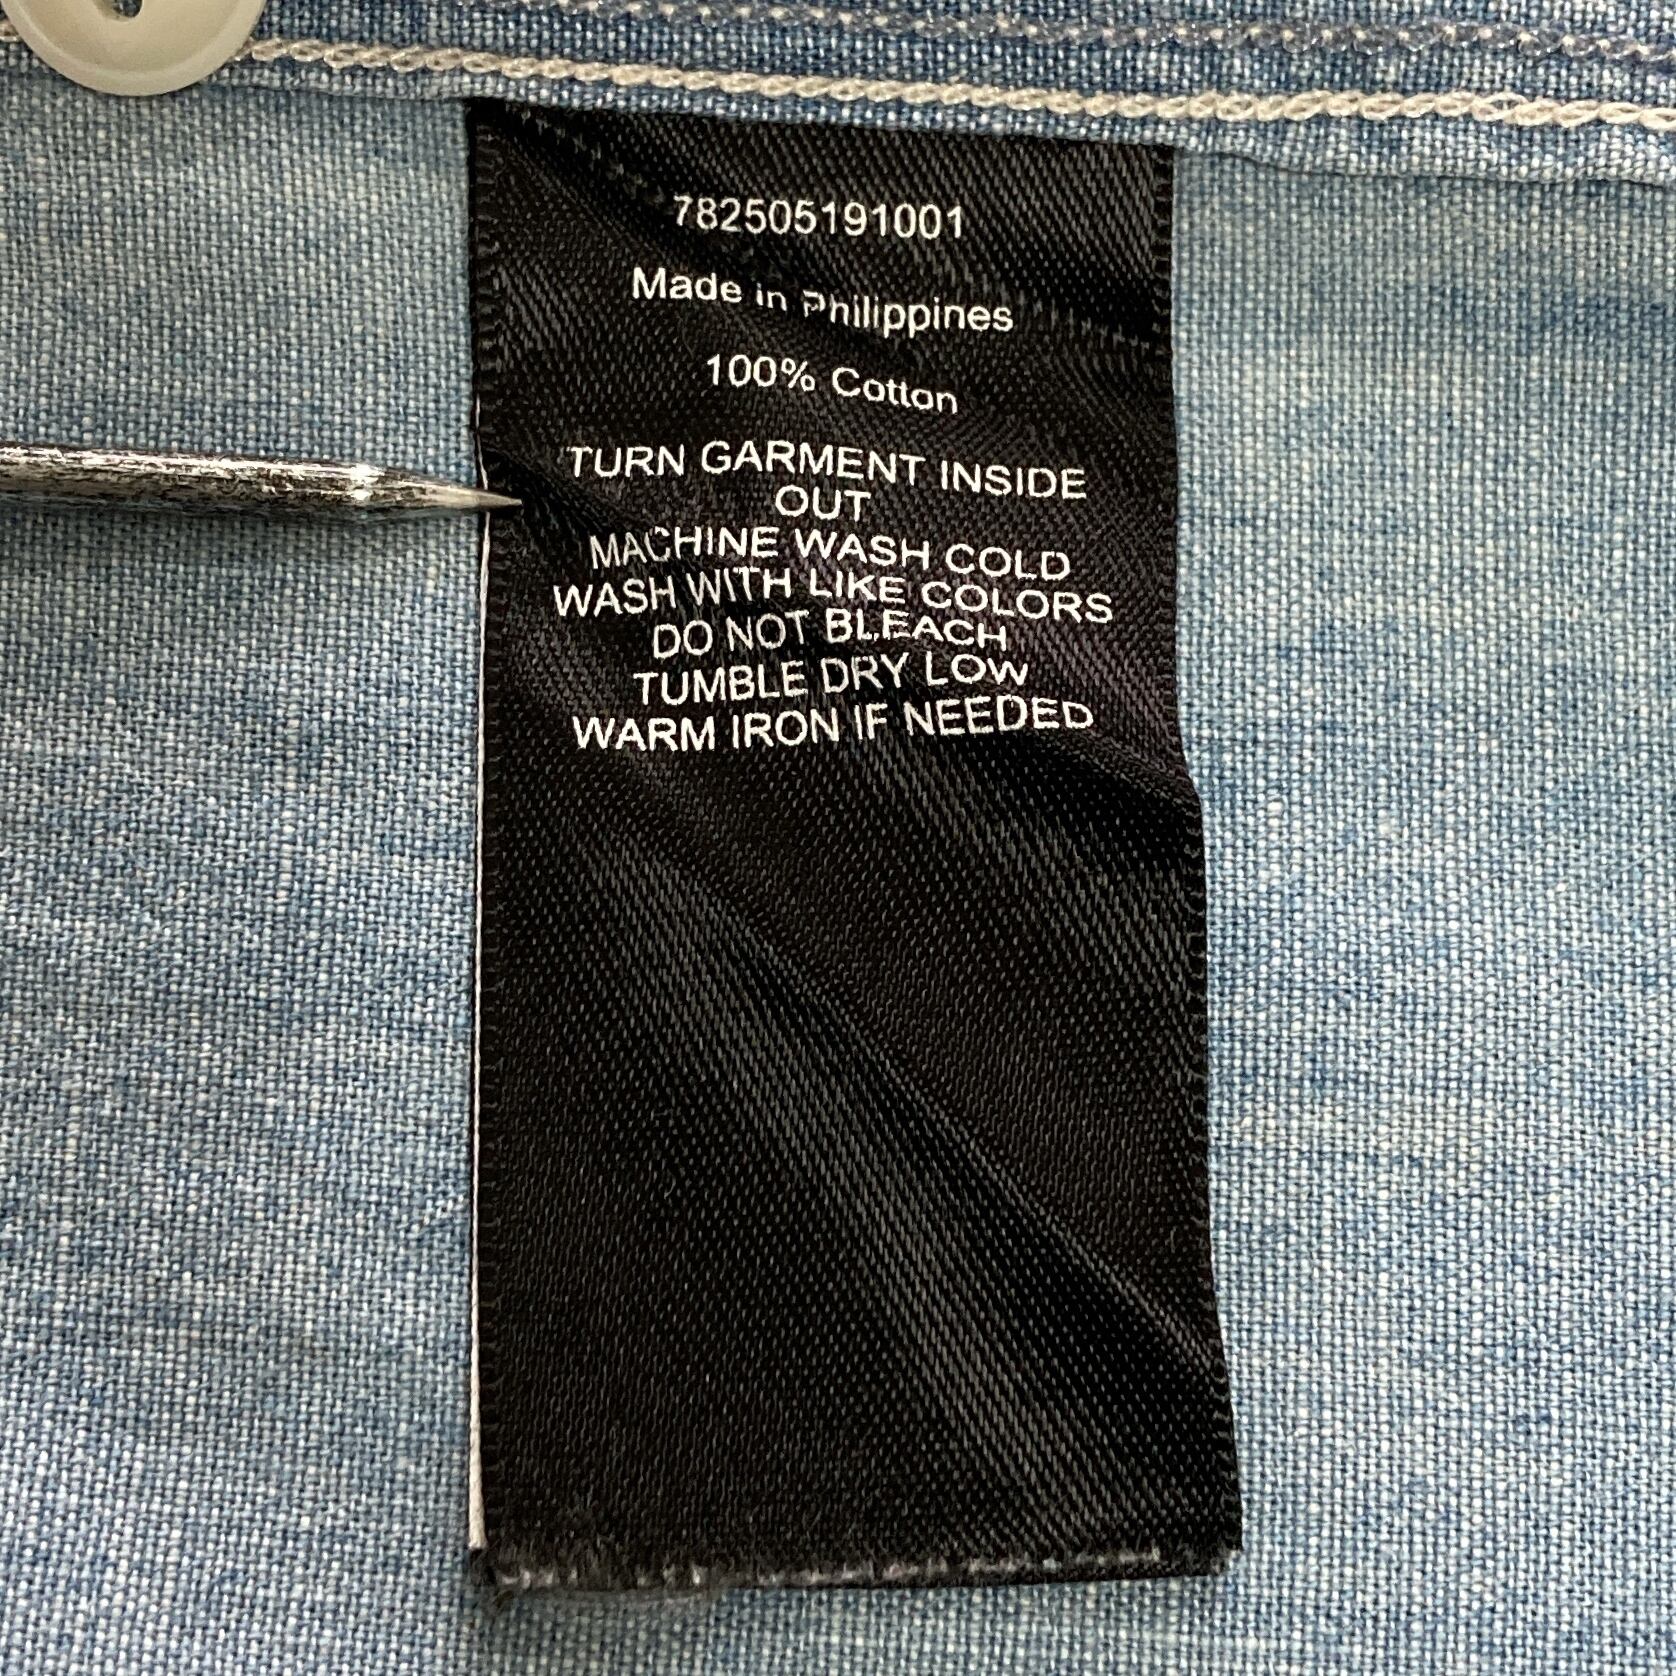 782505191001
Made in Philippines
100% Cotton
TURN GARMENT INSIDE
OUT
MACHINE WASH COLD
WASH WITH LIKE COLORS
DO NOT BLEACH
TUMBLE DRY LOW
WARM IRON IF NEEDED